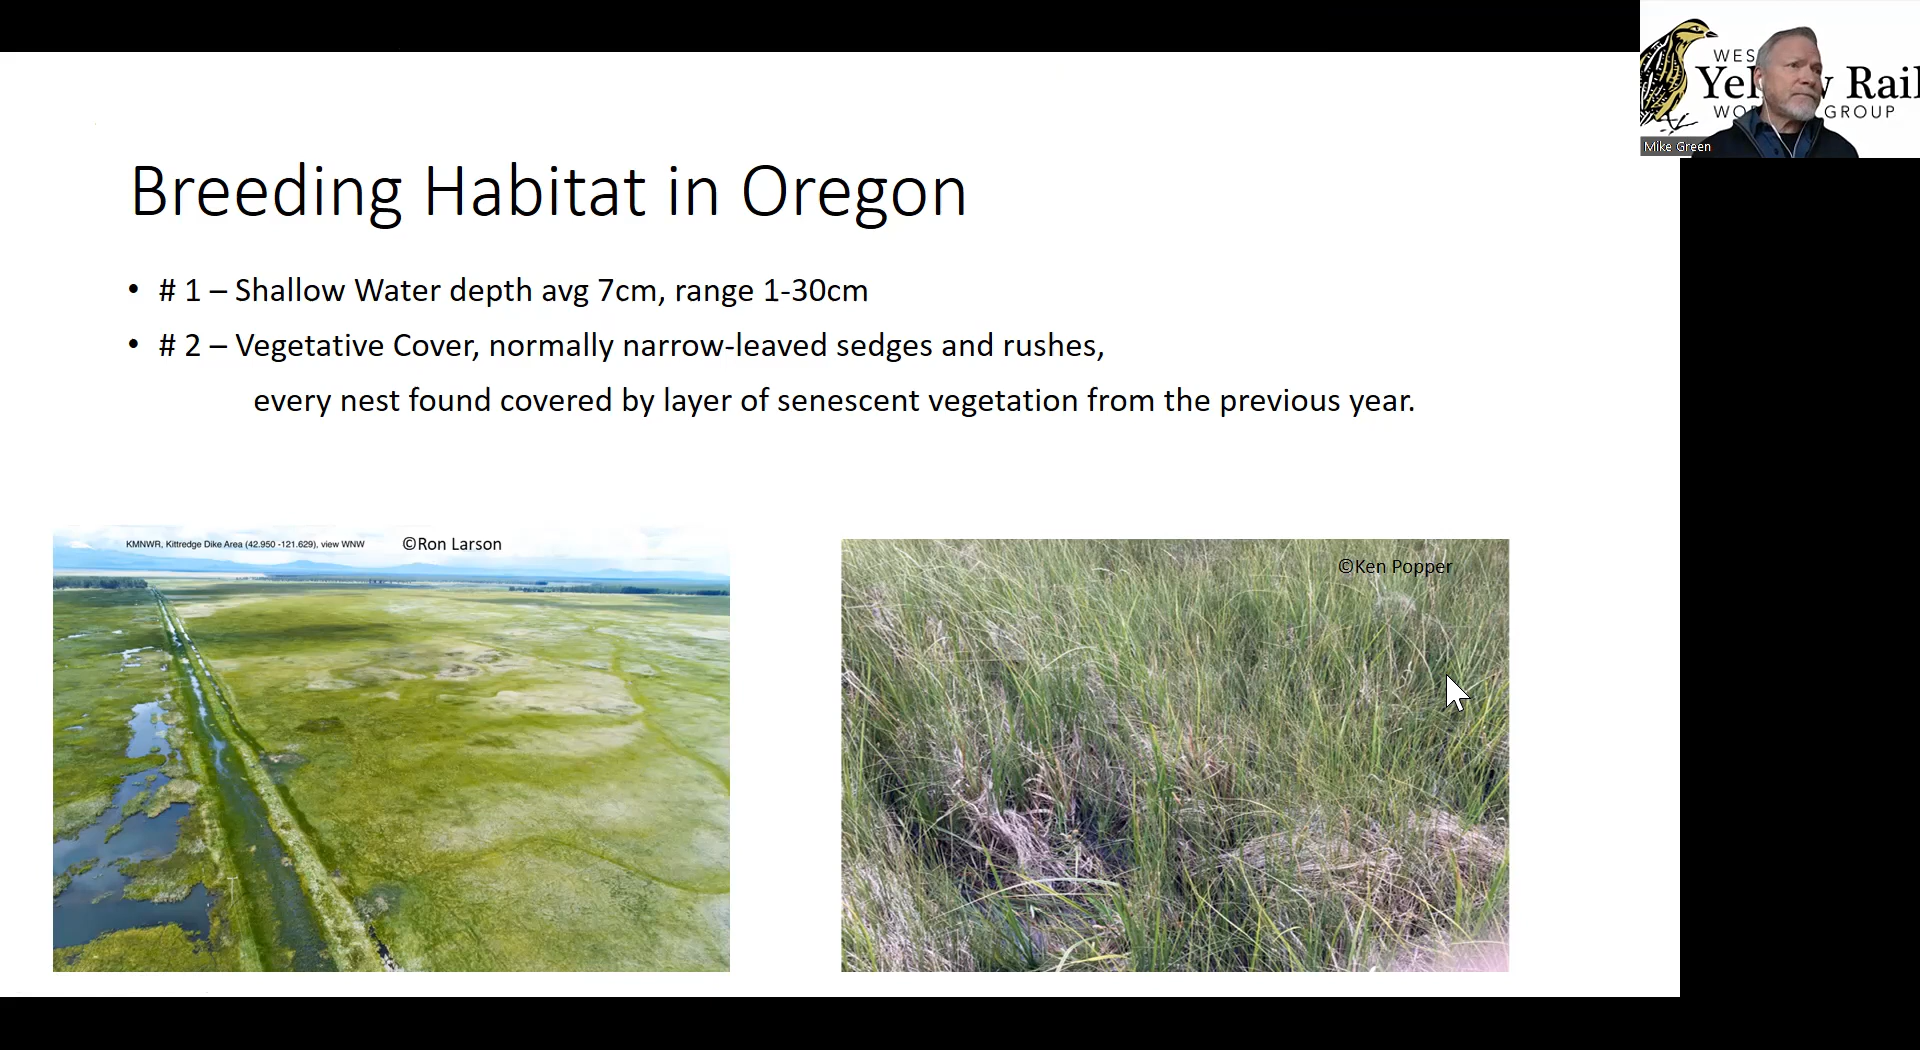 Breeding Habitat in Oregon
• # 1 – Shallow Water depth avg 7cm, range 1-30cm
• # 2 – Vegetative Cover, normally narrow-leaved sedges and rushes,
every nest found covered by layer of senescent vegetation from the previous year.
KMNWR, Kittredge Dike Area (42.950 -121.629), view WNW
©Ron Larson
©Ken Popper
WES
Yel w Rail
WO GROUP
Mike Green